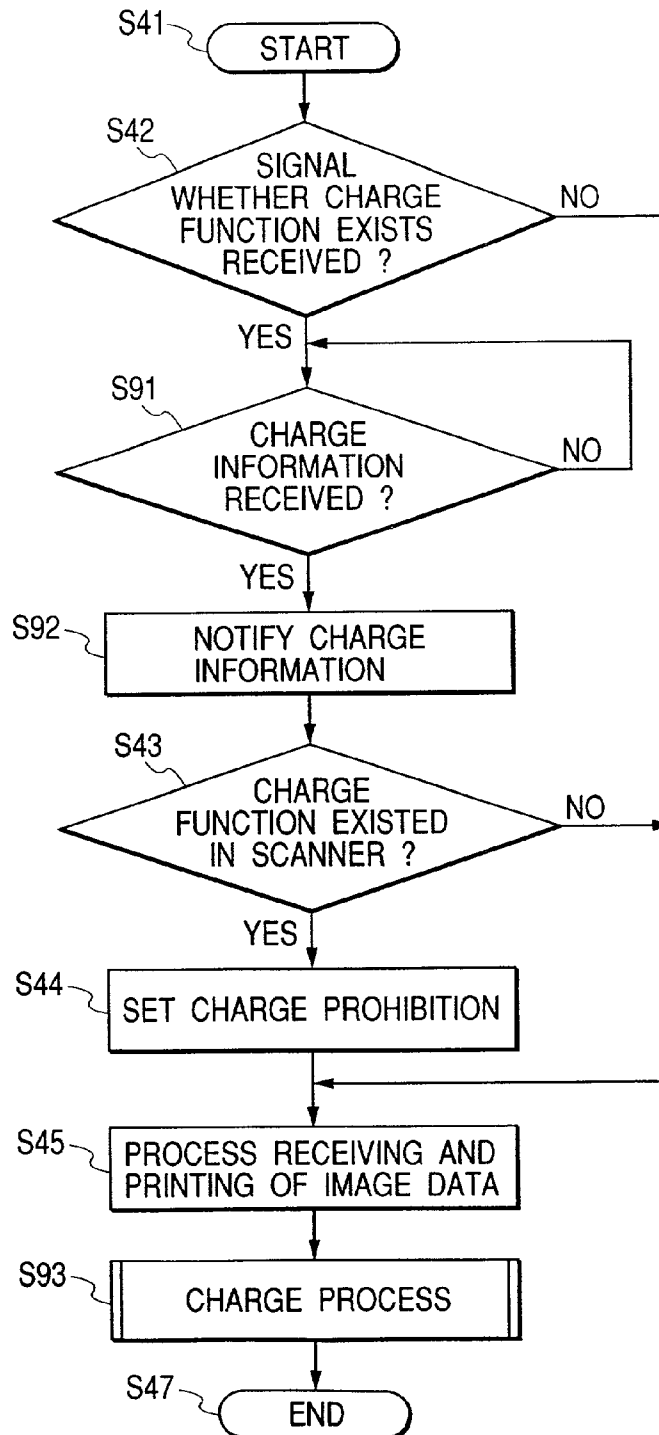 S41
START
S42
SIGNAL
WHETHER CHARGE
FUNCTION EXISTS
RECEIVED ?
NO
YES
S91
CHARGE
INFORMATION
RECEIVED ?
NO
YES
S92
NOTIFY CHARGE
INFORMATION
S43
CHARGE
FUNCTION EXISTED
IN SCANNER ?
NO
YES
S44
SET CHARGE PROHIBITION
S45
PROCESS RECEIVING AND
PRINTING OF IMAGE DATA
S93
CHARGE PROCESS
S47
END